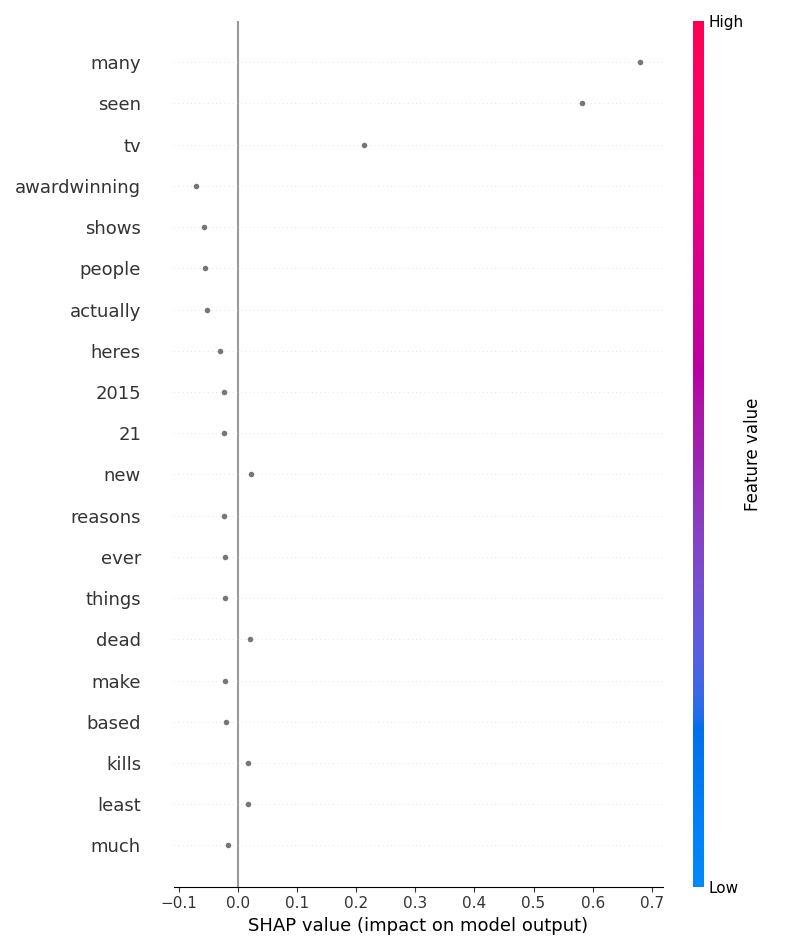 High
many
seen
tv
awardwinning
shows
people
actually
heres
2015
21
new
reasons
ever
things
dead
make
based
kills
least
much
Feature value
Low
−0.1 0.0 0.1 0.2 0.3 0.4 0.5 0.6 0.7
SHAP value (impact on model output)